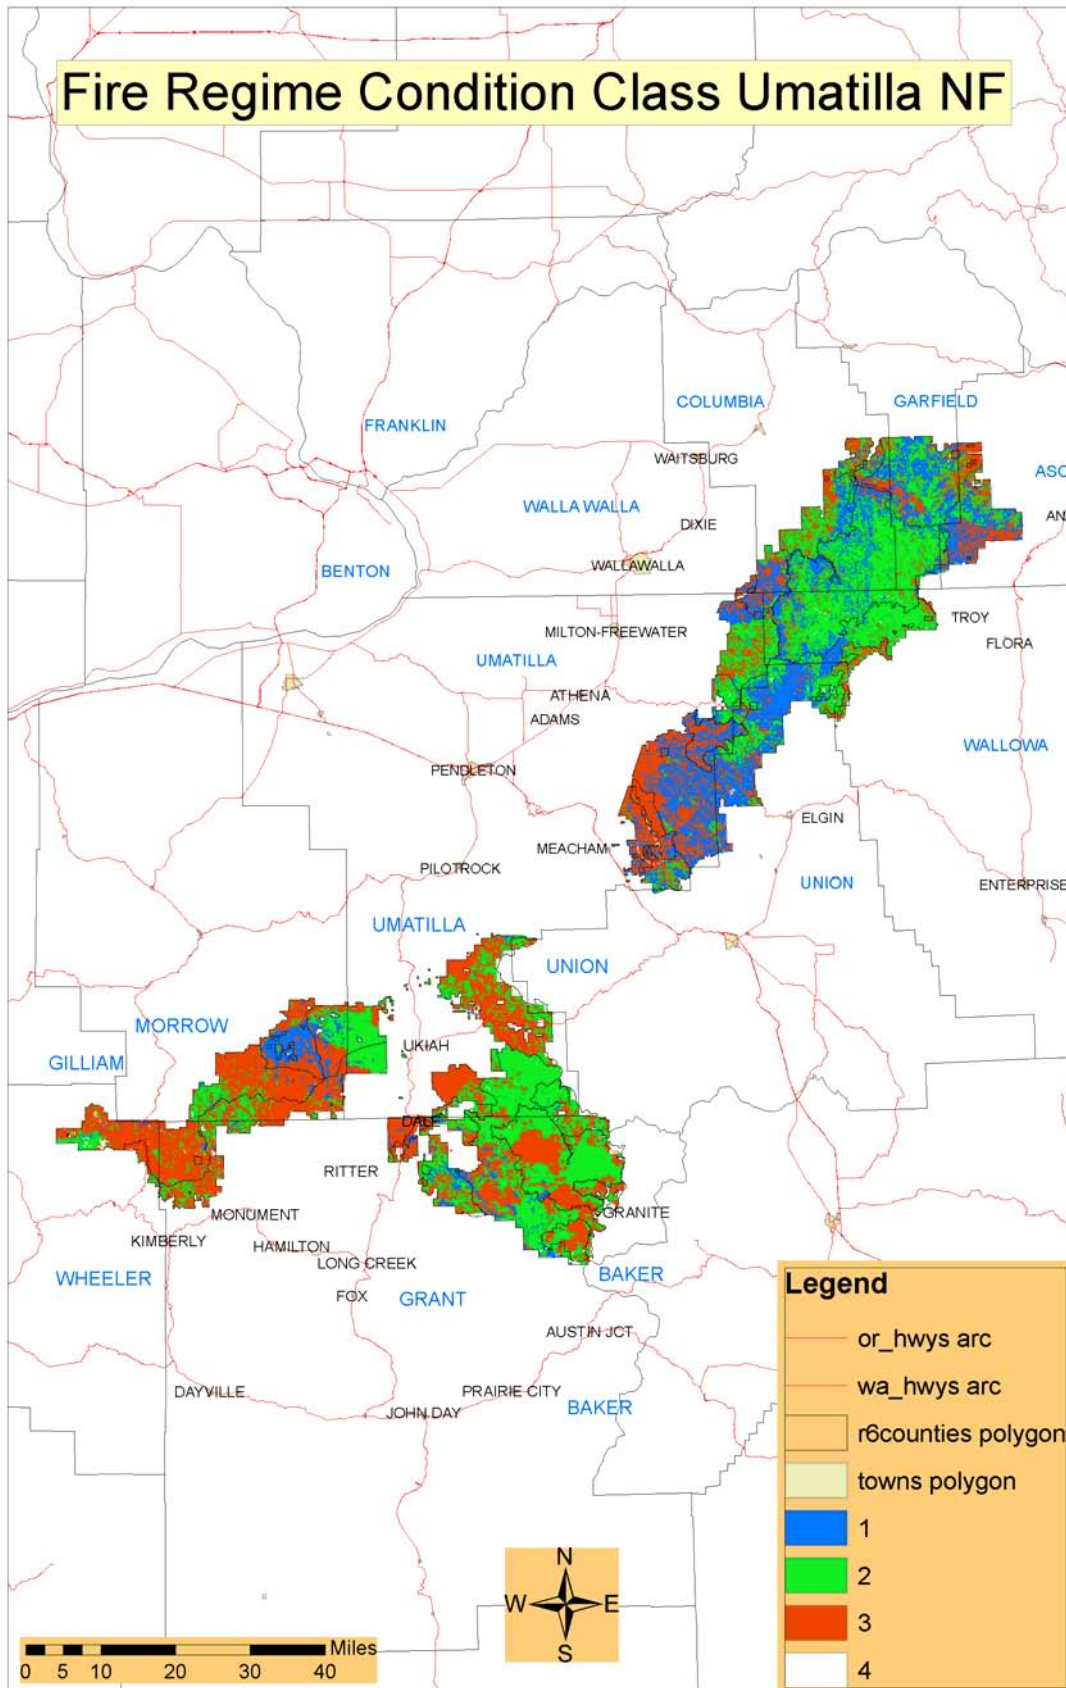 Fire Regime Condition Class Umatilla NF
COLUMBIA
GARFIELD
FRANKLIN
WAITSBURG
ASC
WALLA WALLA
DIXIE
AN
WALLAWALLA
BENTON
TROY
MILTON-FREEWATER
FLORA
UMATILLA
ATHENA
ADAMS
WALLOWA
PENDLETON
ELGIN
MEACHAM
PILOTROCK
UNION
ENTERPRISE
UMATILLA
UNION
MORROW
UKIAH
GILLIAM
DALE
RITTER
MONUMENT
GRANITE
KIMBERLY
HAMILTON
LONG CREEK
WHEELER
BAKER
FOX
GRANT
AUSTIN JCT
DAYVILLE
PRAIRIE CITY
BAKER
JOHN DAY
Legend
or_hwys arc
wa_hwys arc
r6counties polygon
towns polygon
1
2
3
4
N
W E
S
Miles
0 5 10 20 30 40